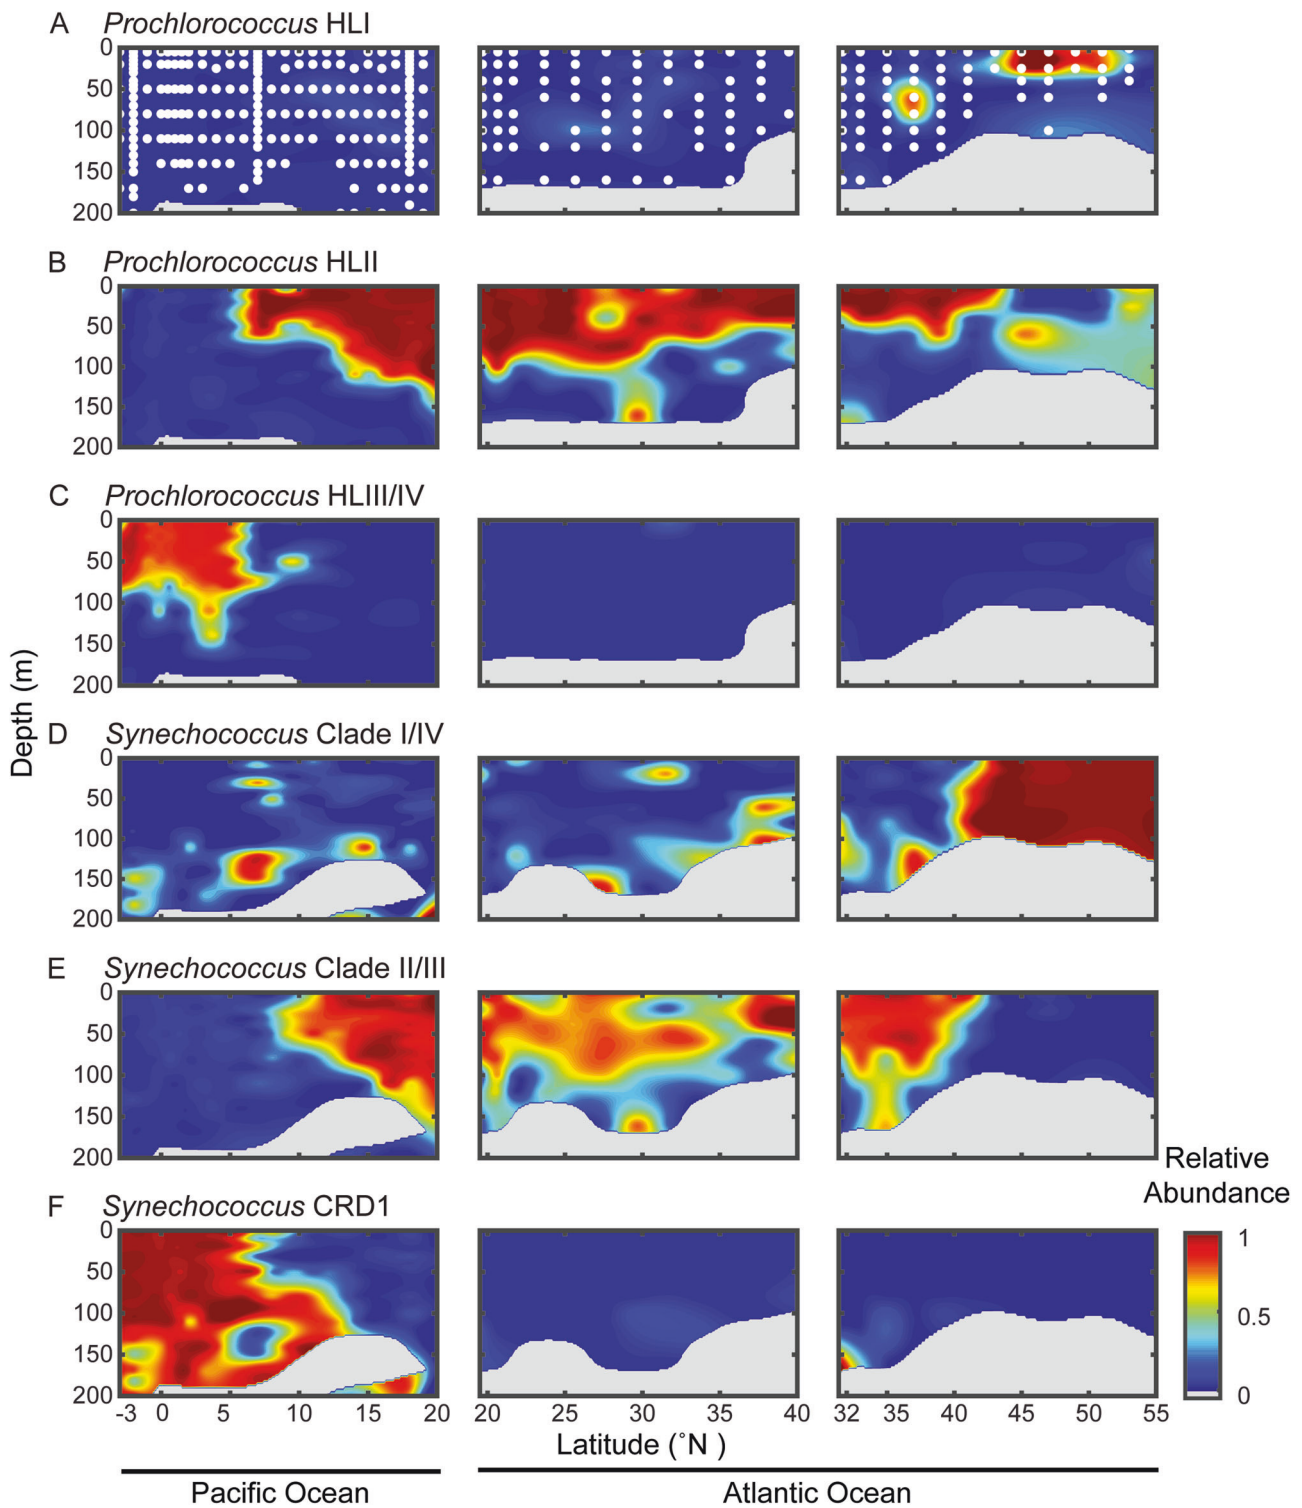 A Prochlorococcus HLI
0
50
100
150
200
B Prochlorococcus HLII
0
50
100
150
200
C Prochlorococcus HLIII/IV
0
50
100
150
200
D Synechococcus Clade I/IV
0
50
100
150
200
E Synechococcus Clade II/III
0
50
100
150
200
F Synechococcus CRD1
0
50
100
150
200
Depth (m)
-3 0 5 10 15 20 20 25 30 35 40 32 35 40 45 50 55
Latitude (˚N )
Pacific Ocean Atlantic Ocean
Relative
Abundance
1
0.5
0